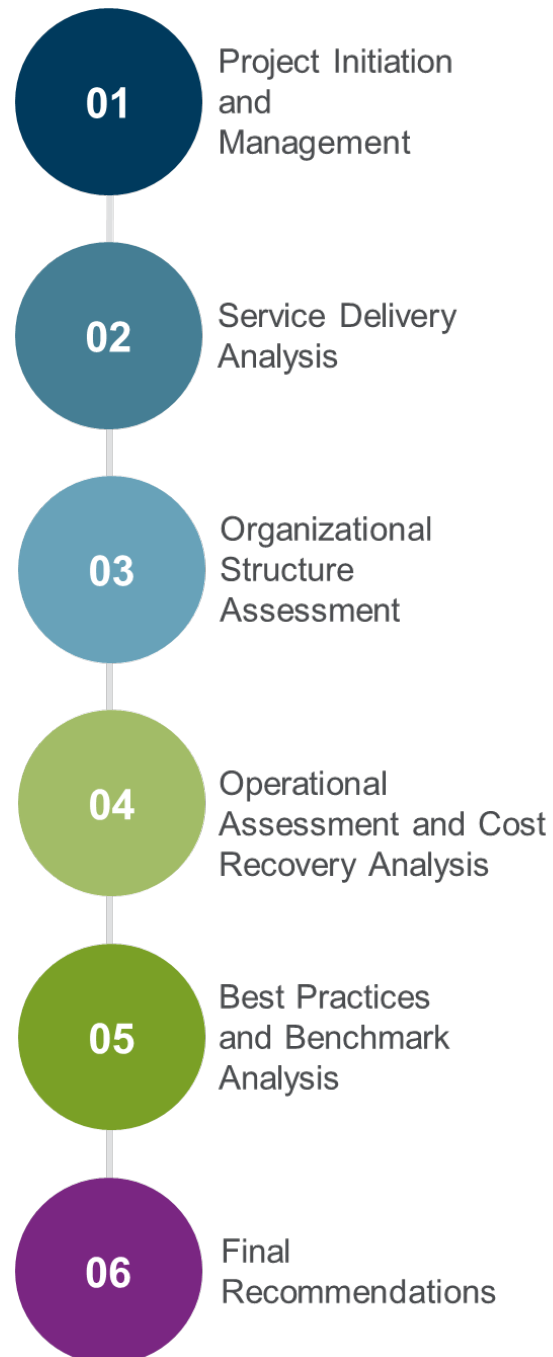 01
Project Initiation
and
Management
02
Service Delivery
Analysis
03
Organizational
Structure
Assessment
04
Operational
Assessment and Cost
Recovery Analysis
05
Best Practices
and Benchmark
Analysis
06
Final
Recommendations